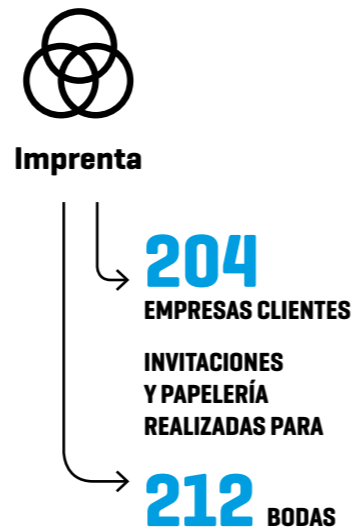 Imprenta
204
EMPRESAS CLIENTES
INVITACIONES
Y PAPELERÍA
REALIZADAS PARA
212 BODAS